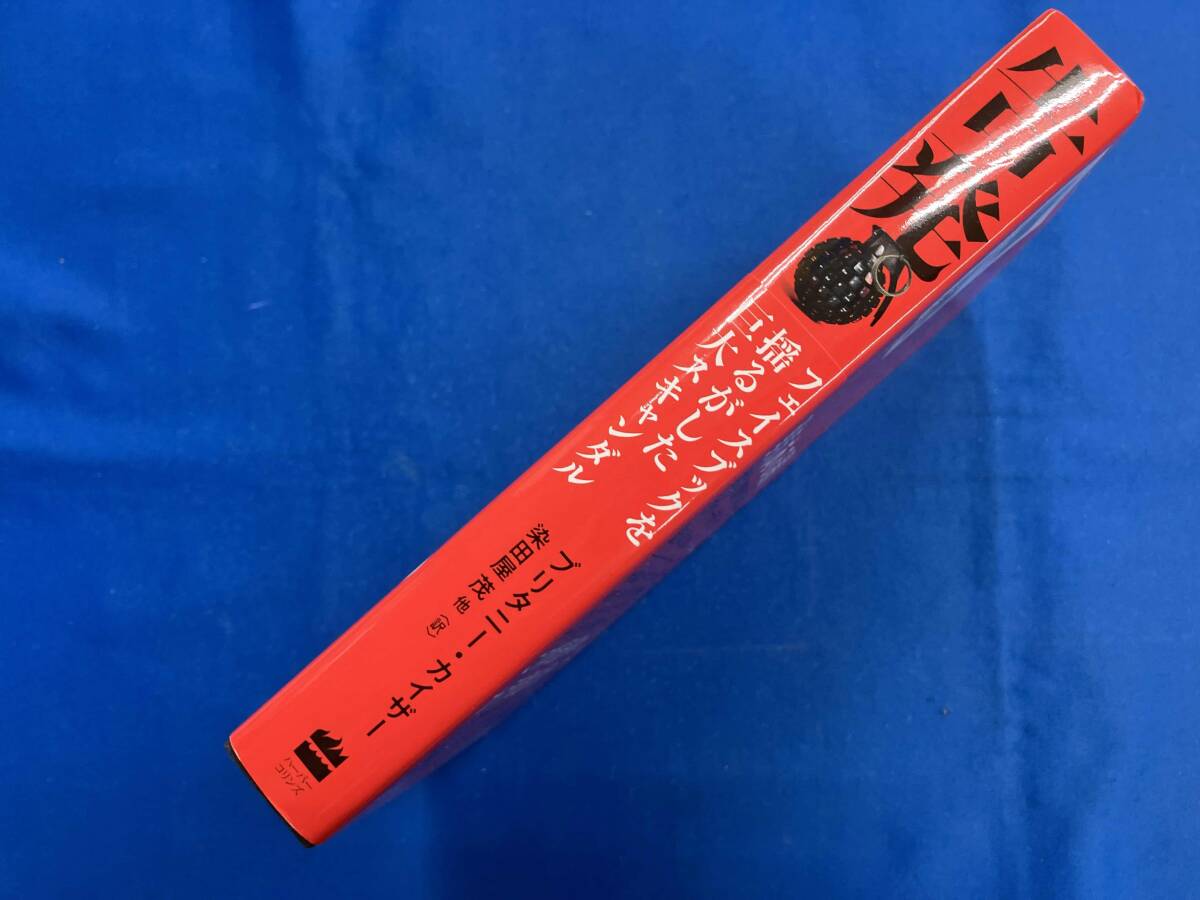 告発
フェイスブックを
揺るがした
巨大スキャンダル
ブリタニー・カイザー
染田屋茂 他〈訳〉
ハーパー
コリンズ